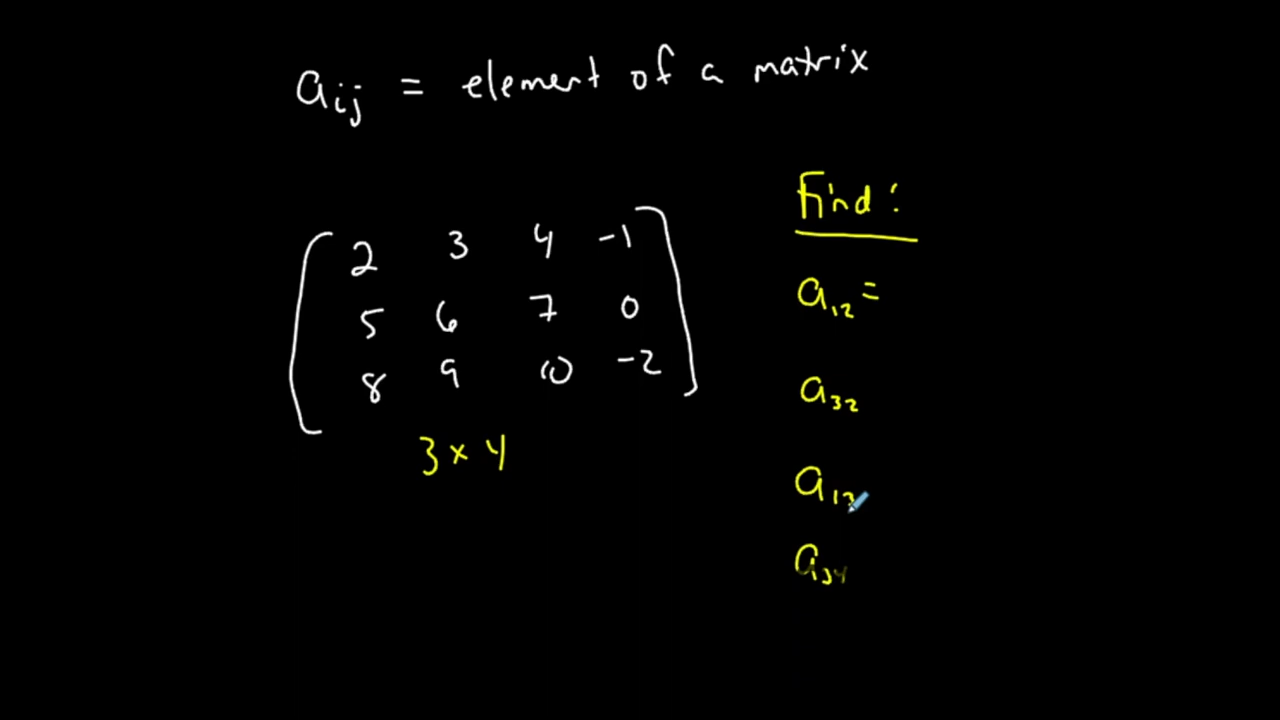 aij = element of a matrix
Find:
2 3 4 -1
5 6 7 0
8 9 10 -2
3 x 4
a12 =
a32
a13
a